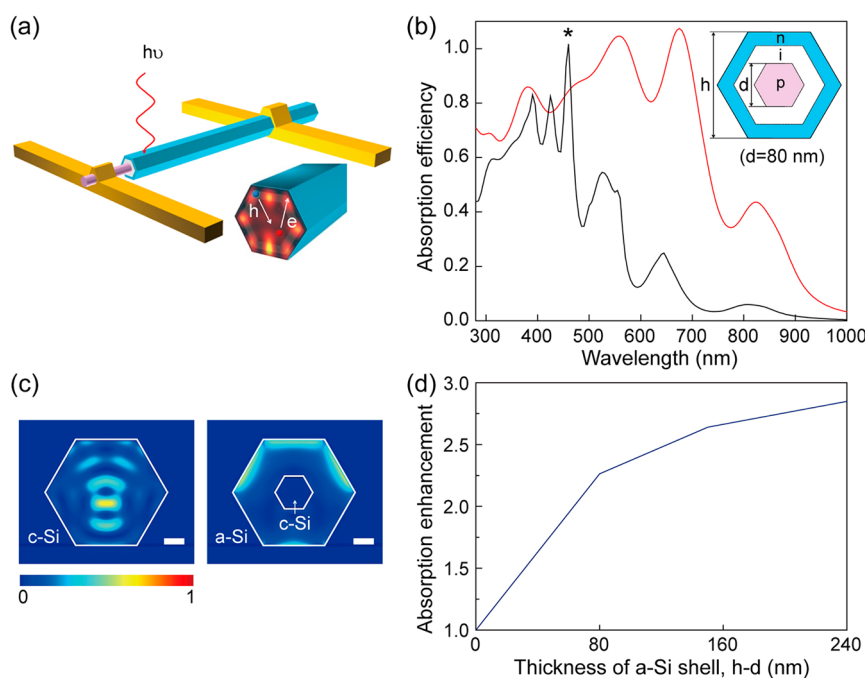 (a)
hυ
h
e
(b)
Absorption efficiency
1.0
0.8
0.6
0.4
0.2
0.0
*
h
d
n
i
p
(d=80 nm)
300 400 500 600 700 800 900 1000
Wavelength (nm)
(c)
c-Si
a-Si
c-Si
0 1
(d)
Absorption enhancement
3.0
2.5
2.0
1.5
1.0
0 80 160 240
Thickness of a-Si shell, h-d (nm)